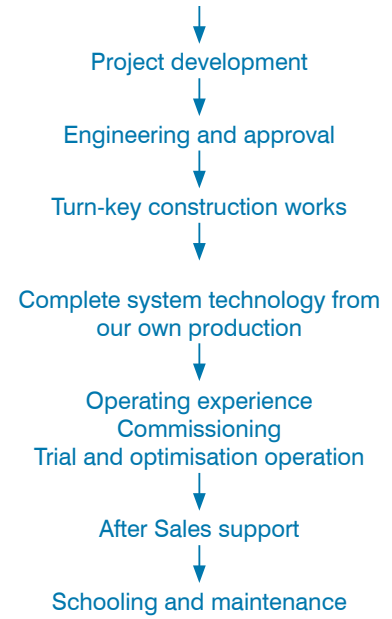 Project development
Engineering and approval
Turn-key construction works
Complete system technology from
our own production
Operating experience
Commissioning
Trial and optimisation operation
After Sales support
Schooling and maintenance